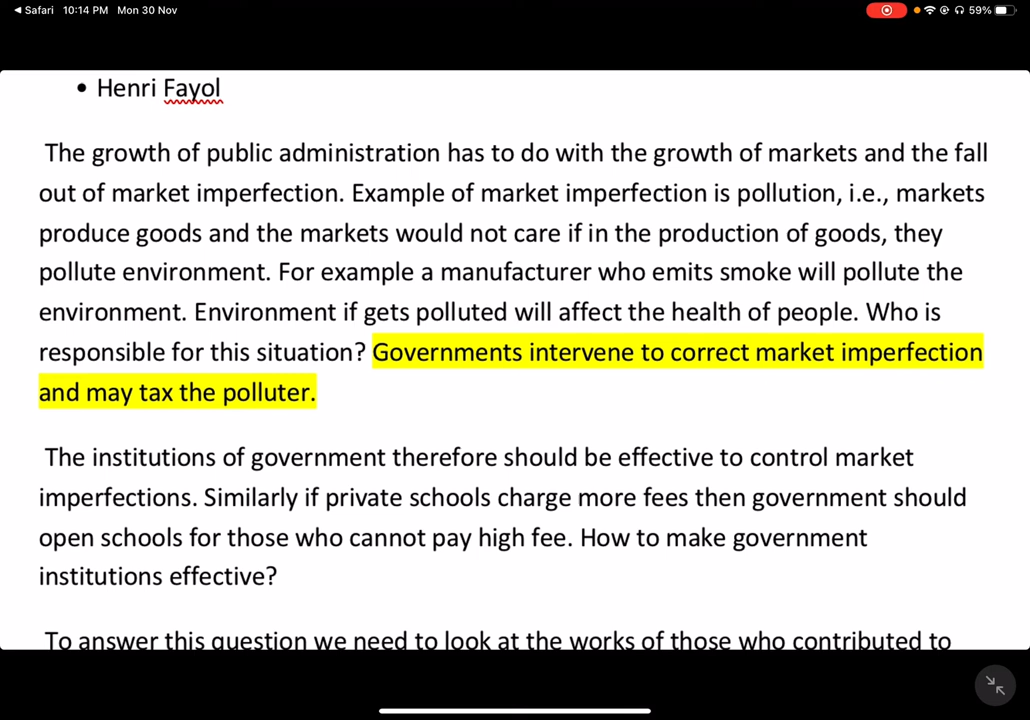 ◀ Safari 10:14 PM Mon 30 Nov 59%
• Henri Fayol
The growth of public administration has to do with the growth of markets and the fall
out of market imperfection. Example of market imperfection is pollution, i.e., markets
produce goods and the markets would not care if in the production of goods, they
pollute environment. For example a manufacturer who emits smoke will pollute the
environment. Environment if gets polluted will affect the health of people. Who is
responsible for this situation? Governments intervene to correct market imperfection
and may tax the polluter.
The institutions of government therefore should be effective to control market
imperfections. Similarly if private schools charge more fees then government should
open schools for those who cannot pay high fee. How to make government
institutions effective?
To answer this question we need to look at the works of those who contributed to